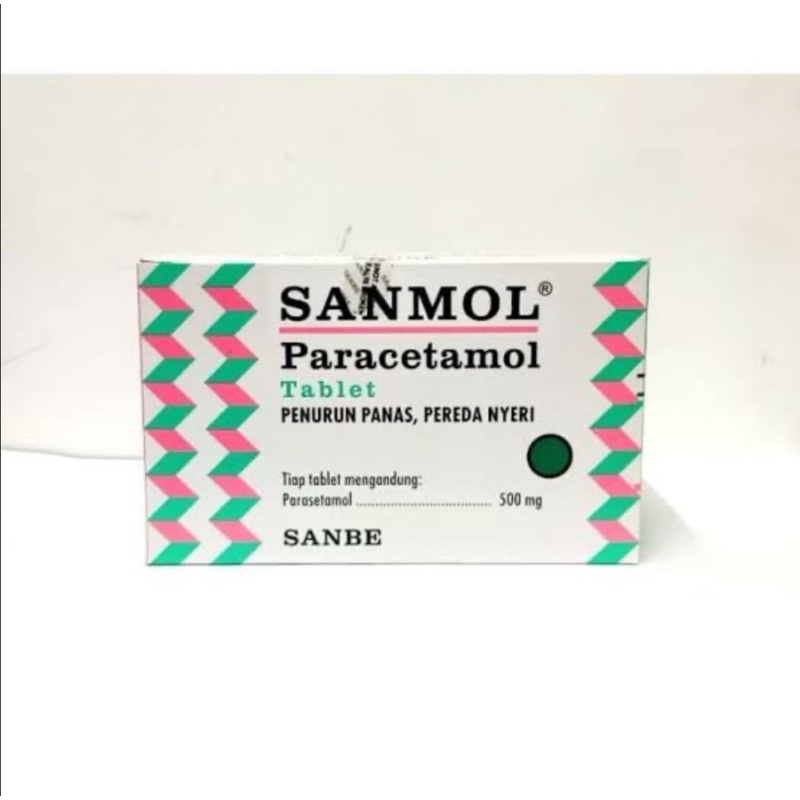 SANMOL®
Paracetamol
Tablet
PENURUN PANAS, PEREDA NYERI
Tiap tablet mengandung:
Parasetamol .................................. 500 mg
SANBE